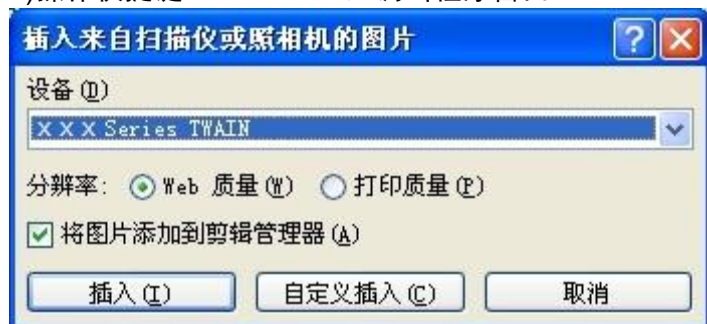 插入来自扫描仪或照相机的图片
设备(D)
X X X Series TWAIN
分辨率: Web 质量(W) 打印质量(P)
将图片添加到剪辑管理器(A)
插入(I) 自定义插入(C) 取消